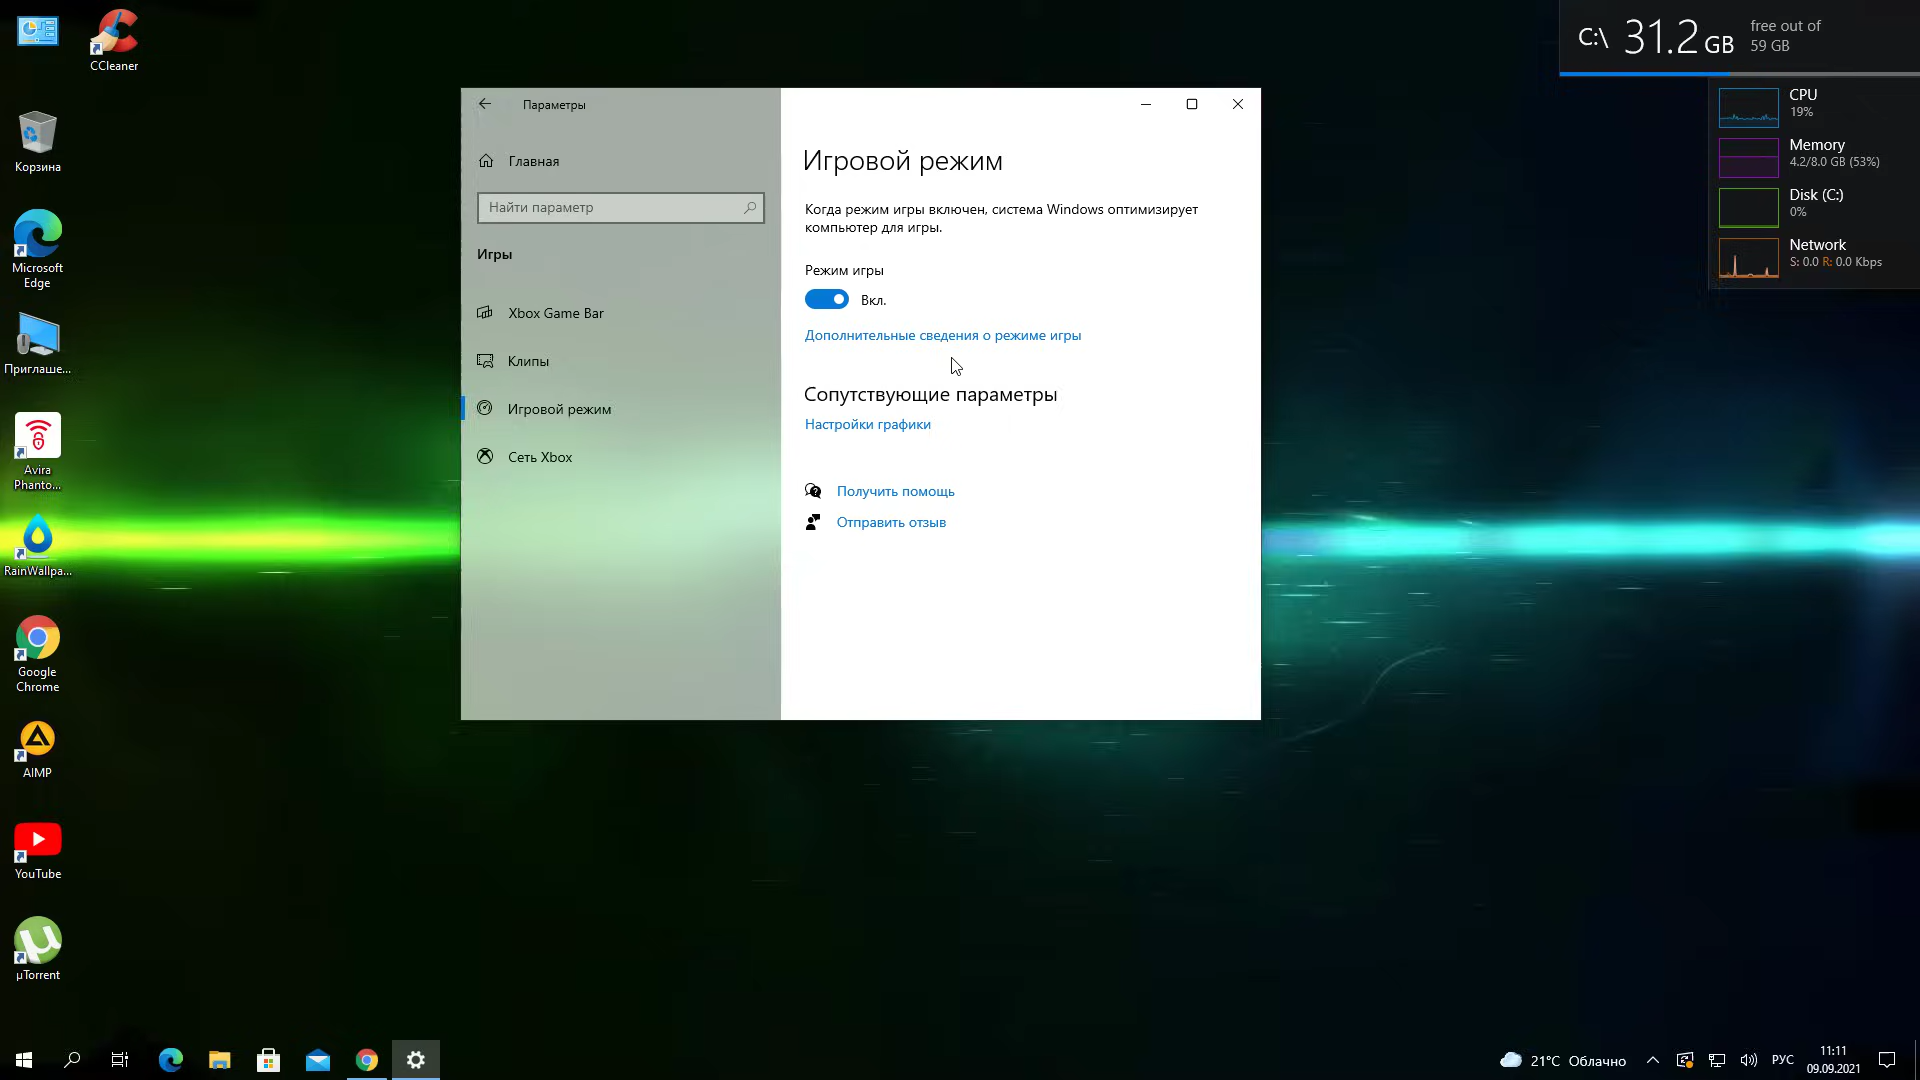 CCleaner
Корзина
Microsoft
Edge
Приглаше...
Avira
Phanto...
RainWallpa...
Google
Chrome
AIMP
YouTube
µTorrent
Параметры
Главная
Найти параметр
Игры
Xbox Game Bar
Клипы
Игровой режим
Сеть Xbox
Игровой режим
Когда режим игры включен, система Windows оптимизирует
компьютер для игры.
Режим игры
Вкл.
Дополнительные сведения о режиме игры
Сопутствующие параметры
Настройки графики
Получить помощь
Отправить отзыв
C:\ 31.2 GB
free out of
59 GB
CPU
19%
Memory
4.2/8.0 GB (53%)
Disk (C:)
0%
Network
S: 0.0 R: 0.0 Kbps
21°C Облачно
РУС
11:11
09.09.2021